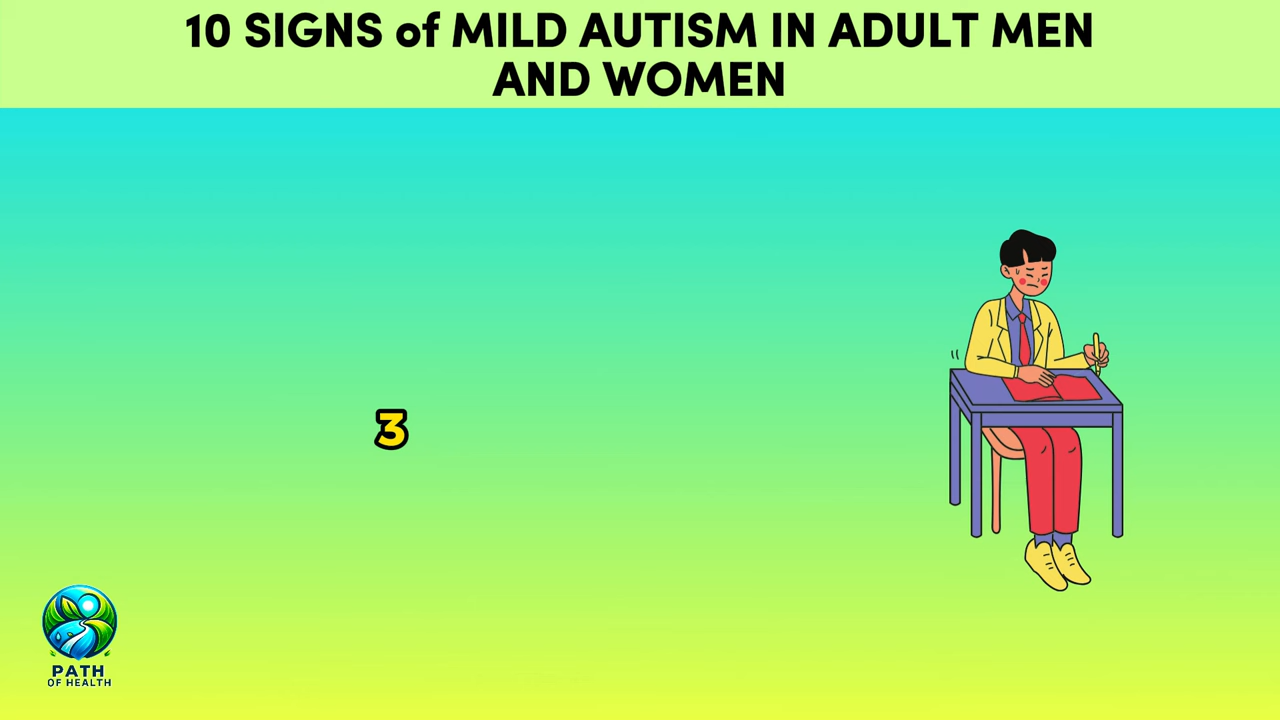 10 SIGNS of MILD AUTISM IN ADULT MEN
AND WOMEN
3
PATH
OF HEALTH